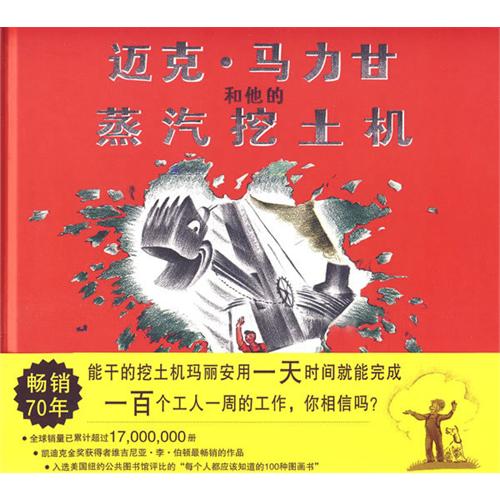 迈克·马力甘
和他的
蒸汽挖土机
畅销
70年
能干的挖土机玛丽安用一天时间就能完成
一百个工人一周的工作，你相信吗？
●全球销量已累计超过17,000,000册
●凯迪克金奖获得者维吉尼亚·李·伯顿最畅销的作品
●入选美国纽约公共图书馆评比的“每个人都应该知道的100种图画书”